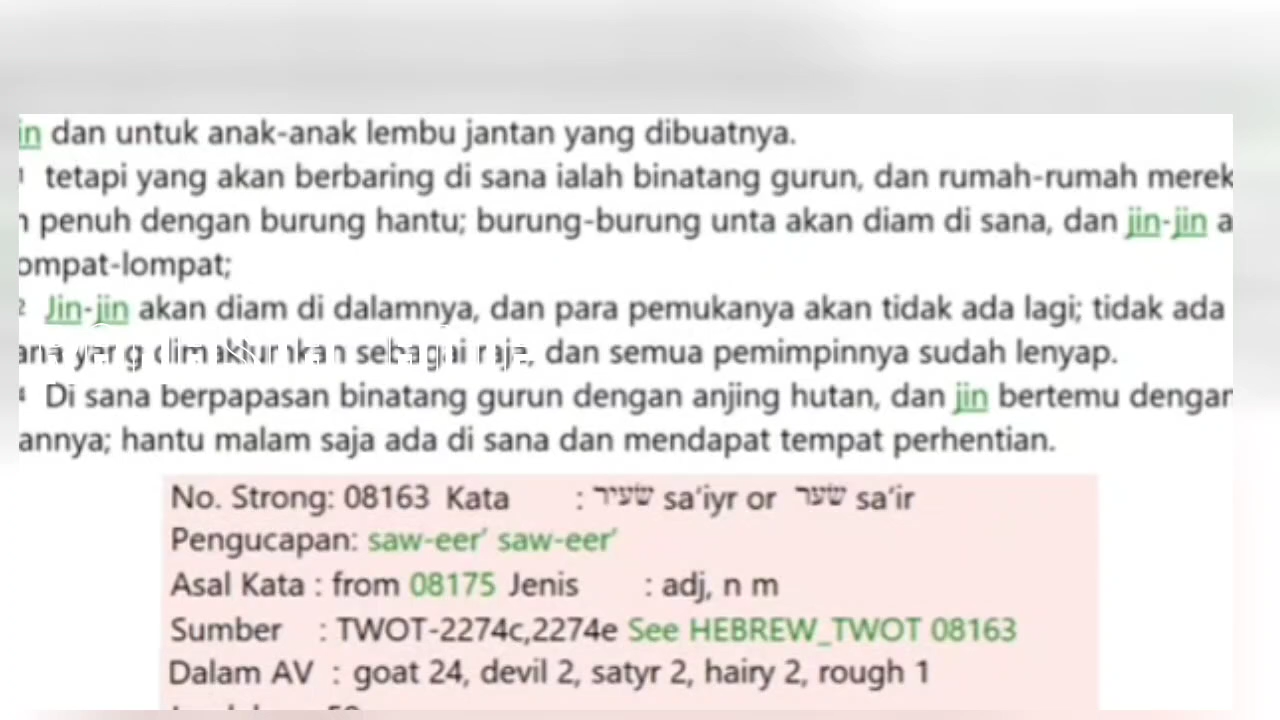 in dan untuk anak-anak lembu jantan yang dibuatnya.
1 tetapi yang akan berbaring di sana ialah binatang gurun, dan rumah-rumah merek
n penuh dengan burung hantu; burung-burung unta akan diam di sana, dan jin-jin a
ompat-lompat;
2 Jin-jin akan diam di dalamnya, dan para pemukanya akan tidak ada lagi; tidak ada
ana yang dimaklumkan sebagai raja, dan semua pemimpinnya sudah lenyap.
4 Di sana berpapasan binatang gurun dengan anjing hutan, dan jin bertemu dengan
annya; hantu malam saja ada di sana dan mendapat tempat perhentian.
No. Strong: 08163 Kata : שׂעיר sa‘iyr or שׂער sa‘ir
Pengucapan: saw-eer’ saw-eer’
Asal Kata : from 08175 Jenis : adj, n m
Sumber : TWOT-2274c,2274e See HEBREW_TWOT 08163
Dalam AV : goat 24, devil 2, satyr 2, hairy 2, rough 1